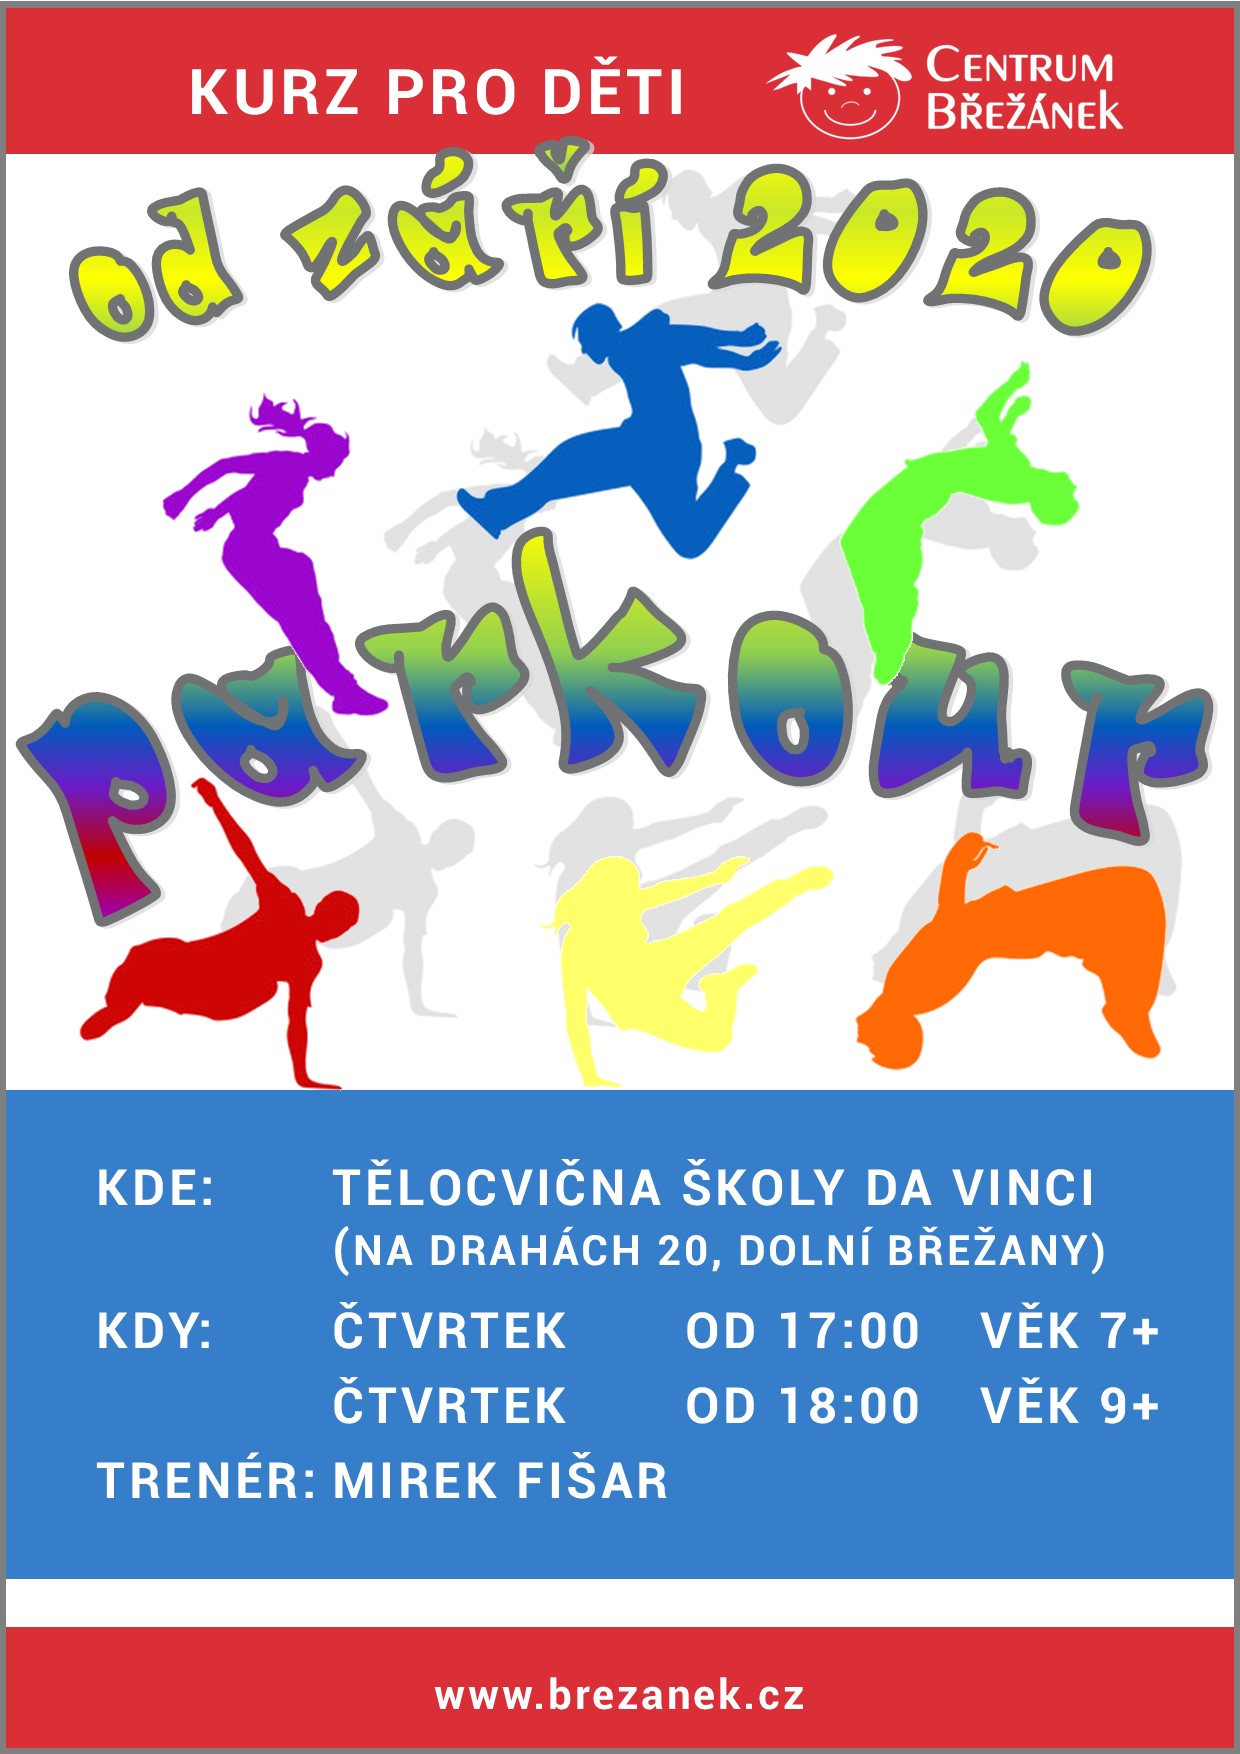 KURZ PRO DĚTI
CENTRUM
BŘEŽÁNEK
od září 2020
parkour
KDE: TĚLOCVIČNA ŠKOLY DA VINCI
(NA DRAHÁCH 20, DOLNÍ BŘEŽANY)
KDY: ČTVRTEK OD 17:00 VĚK 7+
ČTVRTEK OD 18:00 VĚK 9+
TRENÉR: MIREK FIŠAR
www.brezanek.cz